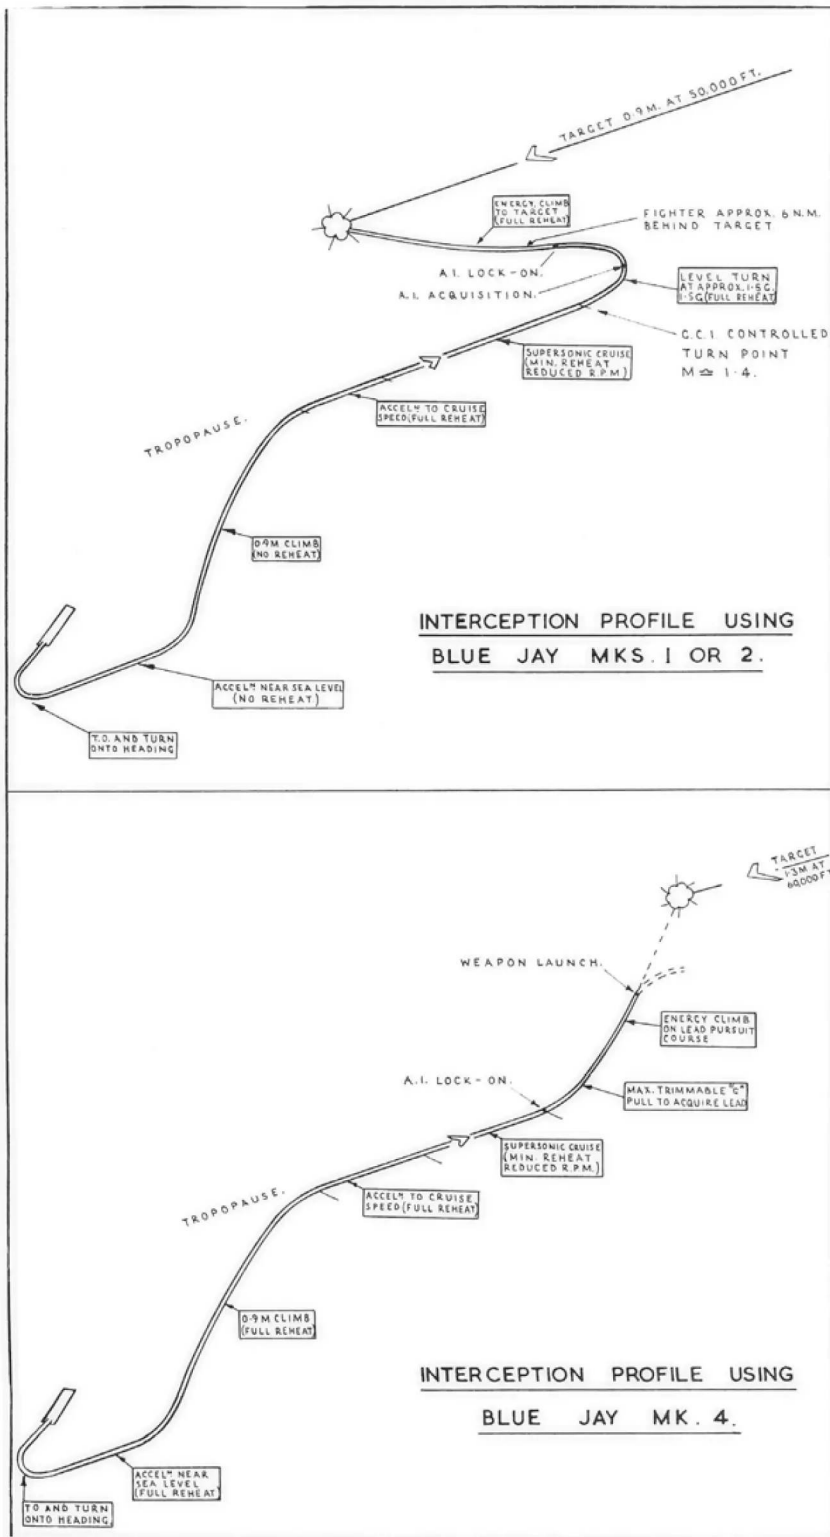 TARGET 0·9M. AT 50,000 FT.
ENERGY CLIMB
TO TARGET
(FULL REHEAT)
FIGHTER APPROX. 6 N.M.
BEHIND TARGET
A.I. LOCK-ON.
A.I. ACQUISITION.
LEVEL TURN
AT APPROX. 1·5G.
1·5G (FULL REHEAT)
G.C.I. CONTROLLED
TURN POINT
M ≃ 1·4.
SUPERSONIC CRUISE
(MIN. REHEAT
REDUCED R.P.M.)
ACCELᴺ TO CRUISE
SPEED (FULL REHEAT)
TROPOPAUSE.
0·9M CLIMB
(NO REHEAT)
INTERCEPTION PROFILE USING
BLUE JAY MKS. 1 OR 2.
ACCELᴺ NEAR SEA LEVEL
(NO REHEAT)
T.O. AND TURN
ONTO HEADING
TARGET
1·3M AT
60,000 FT
WEAPON LAUNCH.
ENERGY CLIMB
ON LEAD PURSUIT
COURSE
A.I. LOCK-ON.
MAX. TRIMMABLE "G"
PULL TO ACQUIRE LEAD
SUPERSONIC CRUISE
(MIN. REHEAT
REDUCED R.P.M.)
ACCELᴺ TO CRUISE
SPEED (FULL REHEAT)
TROPOPAUSE.
0·9M CLIMB
(FULL REHEAT)
INTERCEPTION PROFILE USING
BLUE JAY MK. 4.
ACCELᴺ NEAR
SEA LEVEL
(FULL REHEAT)
TO AND TURN
ONTO HEADING.